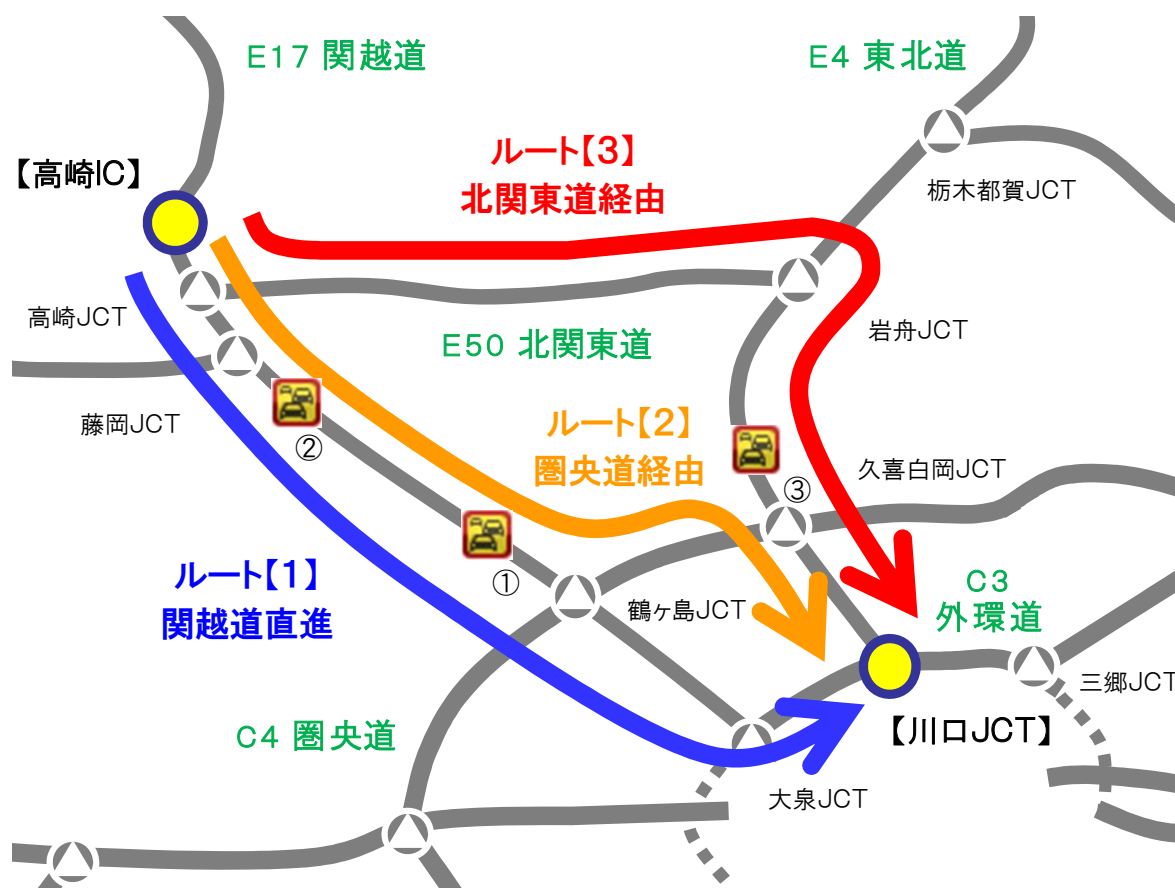 E17 関越道
E4 東北道
ルート【3】
北関東道経由
【高崎IC】
栃木都賀JCT
高崎JCT
岩舟JCT
E50 北関東道
藤岡JCT
ルート【2】
圏央道経由
②
久喜白岡JCT
③
①
ルート【1】
関越道直進
鶴ヶ島JCT
C3
外環道
三郷JCT
C4 圏央道
【川口JCT】
大泉JCT